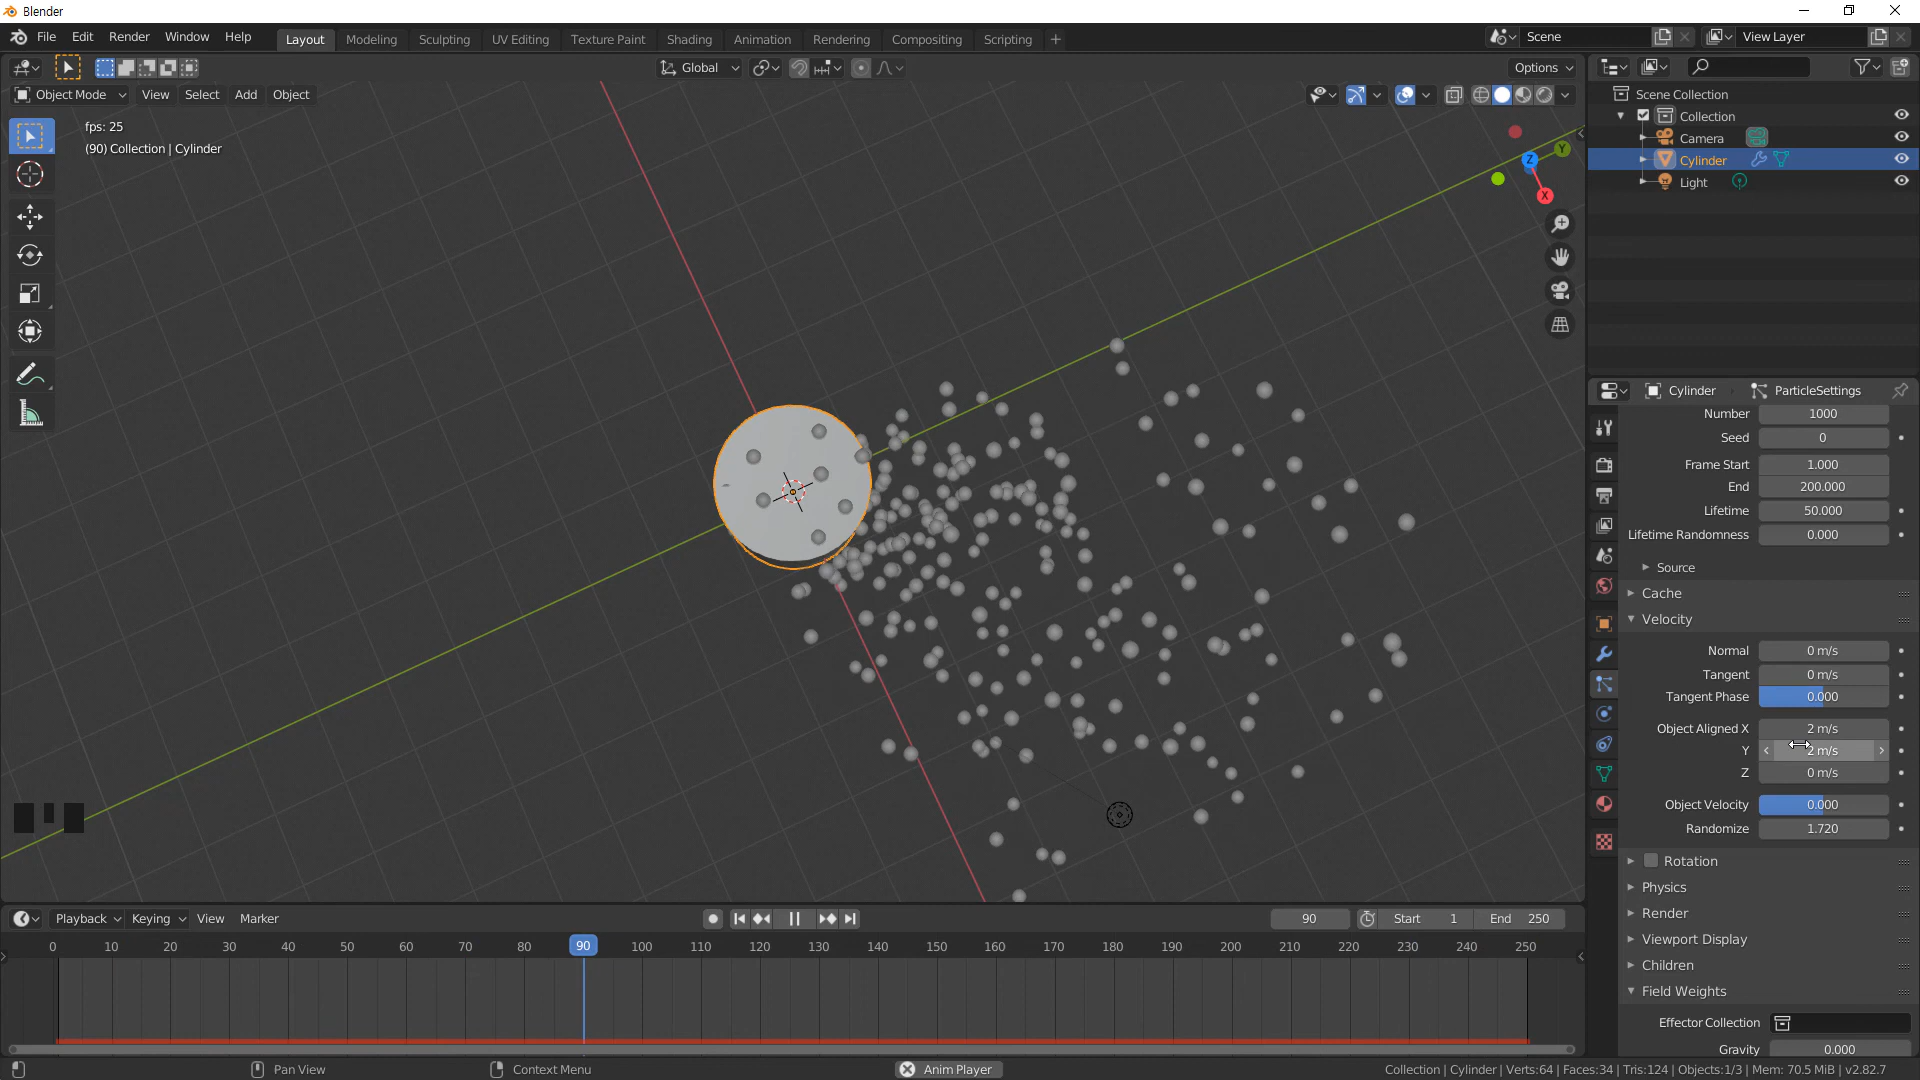 Blender
File Edit Render Window Help
Layout Modeling Sculpting UV Editing Texture Paint Shading Animation Rendering Compositing Scripting
Scene
View Layer
Global
Options
Object Mode View Select Add Object
fps: 25
(90) Collection | Cylinder
Z
Y
X
Scene Collection
Collection
Camera
Cylinder
Light
Cylinder ParticleSettings
Number 1000
Seed 0
Frame Start 1.000
End 200.000
Lifetime 50.000
Lifetime Randomness 0.000
Source
Cache
Velocity
Normal 0 m/s
Tangent 0 m/s
Tangent Phase 0.000
Object Aligned X 2 m/s
Y 2 m/s
Z 0 m/s
Object Velocity 0.000
Randomize 1.720
Rotation
Physics
Render
Viewport Display
Children
Field Weights
Effector Collection
Gravity 0.000
Playback Keying View Marker
90 Start 1 End 250
0 10 20 30 40 50 60 70 80 90 100 110 120 130 140 150 160 170 180 190 200 210 220 230 240 250
Pan View Context Menu Anim Player Collection | Cylinder | Verts:64 | Faces:34 | Tris:124 | Objects:1/3 | Mem: 70.5 MiB | v2.82.7